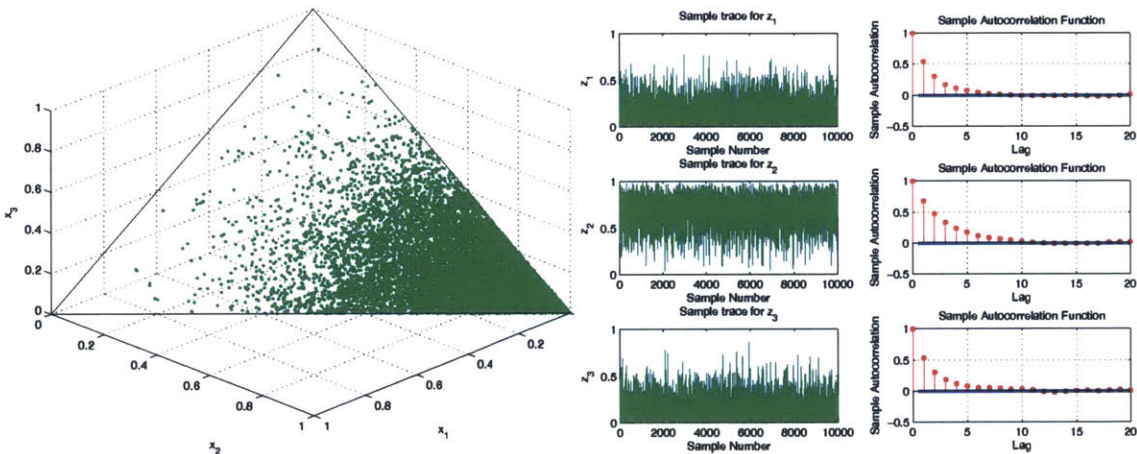 1
0.8
0.6
0.4
0.2
0
x3
0
0.2
0.4
0.6
0.8
1
x2
1
0.8
0.6
0.4
0.2
x1
Sample trace for z1
1
0.5
0
z1
0 2000 4000 6000 8000 10000
Sample Number
Sample Autocorrelation Function
1
0.5
0
−0.5
Sample Autocorrelation
0 5 10 15 20
Lag
Sample trace for z2
1
0.5
0
z2
0 2000 4000 6000 8000 10000
Sample Number
Sample Autocorrelation Function
1
0.5
0
−0.5
Sample Autocorrelation
0 5 10 15 20
Lag
Sample trace for z3
1
0.5
0
z3
0 2000 4000 6000 8000 10000
Sample Number
Sample Autocorrelation Function
1
0.5
0
−0.5
Sample Autocorrelation
0 5 10 15 20
Lag